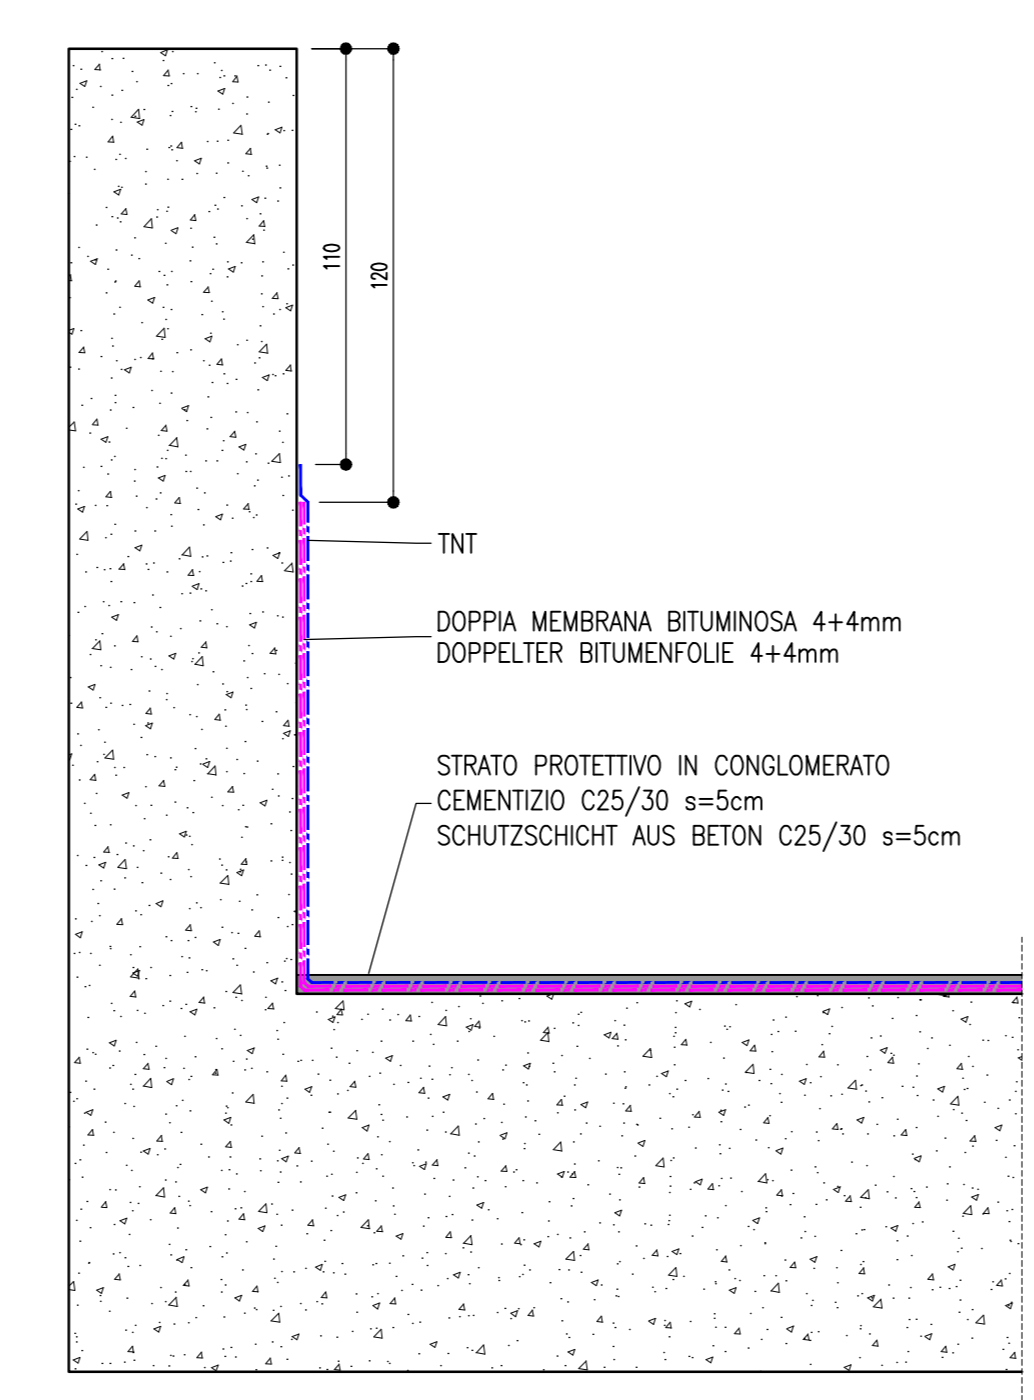 110
120
TNT
DOPPIA MEMBRANA BITUMINOSA 4+4mm
DOPPELTER BITUMENFOLIE 4+4mm
STRATO PROTETTIVO IN CONGLOMERATO
CEMENTIZIO C25/30 s=5cm
SCHUTZSCHICHT AUS BETON C25/30 s=5cm